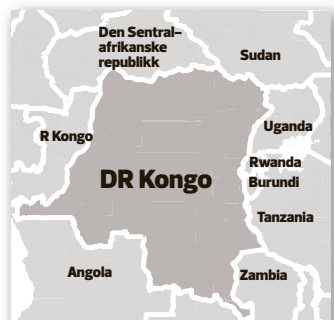 Den Sentral-
afrikanske
republikk
Sudan
Uganda
R Kongo
Rwanda
DR Kongo
Burundi
Tanzania
Angola
Zambia